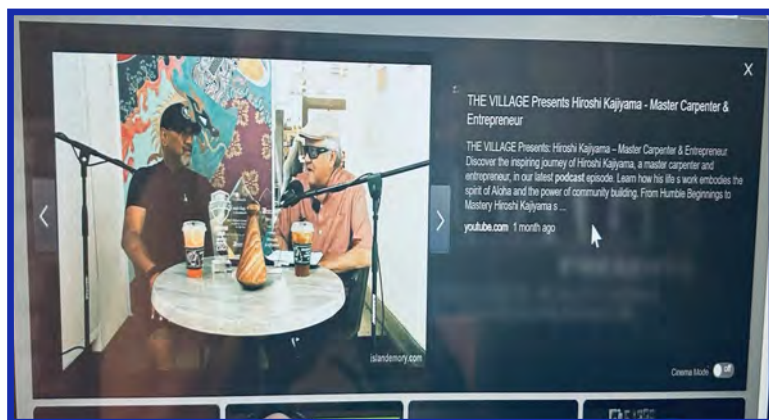 X
THE VILLAGE Presents Hiroshi Kajiyama - Master Carpenter &
Entrepreneur
THE VILLAGE Presents: Hiroshi Kajiyama – Master Carpenter & Entrepreneur
Discover the inspiring journey of Hiroshi Kajiyama, a master carpenter and
entrepreneur, in our latest podcast episode. Learn how his life s work embodies the
spirit of Aloha and the power of community building. From Humble Beginnings to
Mastery Hiroshi Kajiyama s ...
youtube.com 1 month ago
islandemory.com
Cinema Mode off